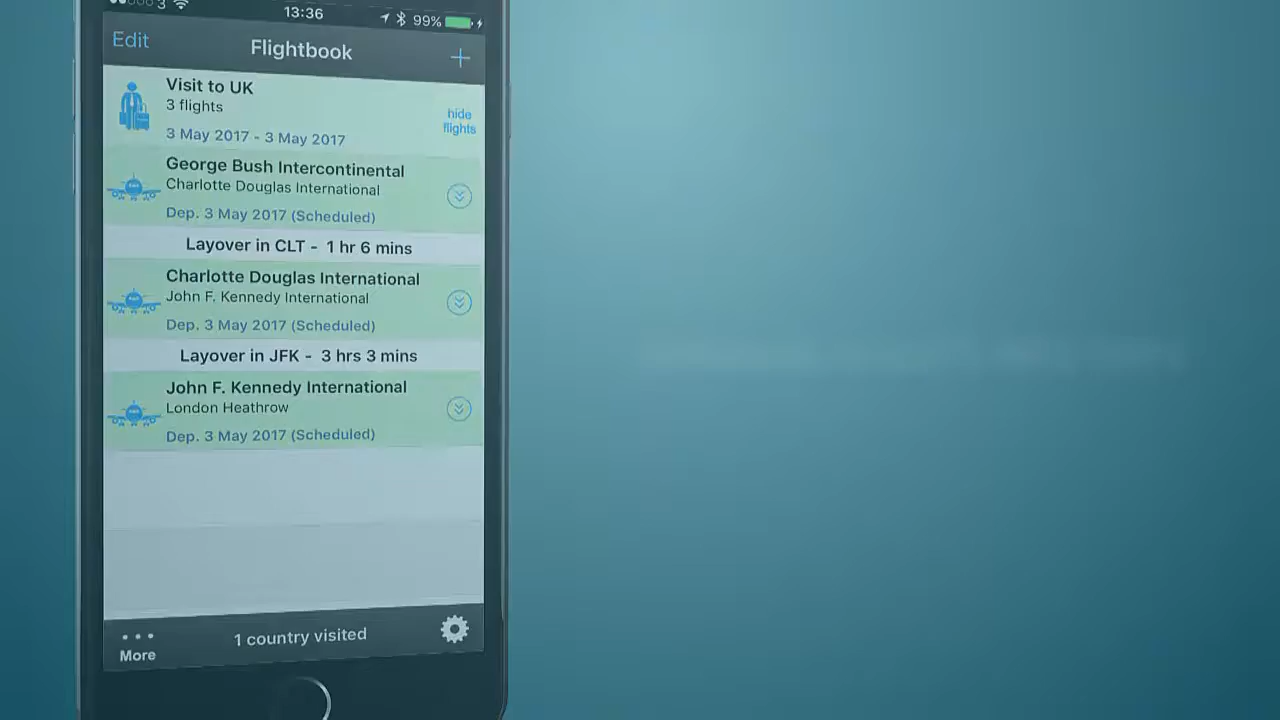 3
13:36
99%
Edit
Flightbook
+
Visit to UK
3 flights
hide
flights
3 May 2017 - 3 May 2017
George Bush Intercontinental
Charlotte Douglas International
Dep. 3 May 2017 (Scheduled)
Layover in CLT - 1 hr 6 mins
Charlotte Douglas International
John F. Kennedy International
Dep. 3 May 2017 (Scheduled)
Layover in JFK - 3 hrs 3 mins
John F. Kennedy International
London Heathrow
Dep. 3 May 2017 (Scheduled)
1 country visited
More